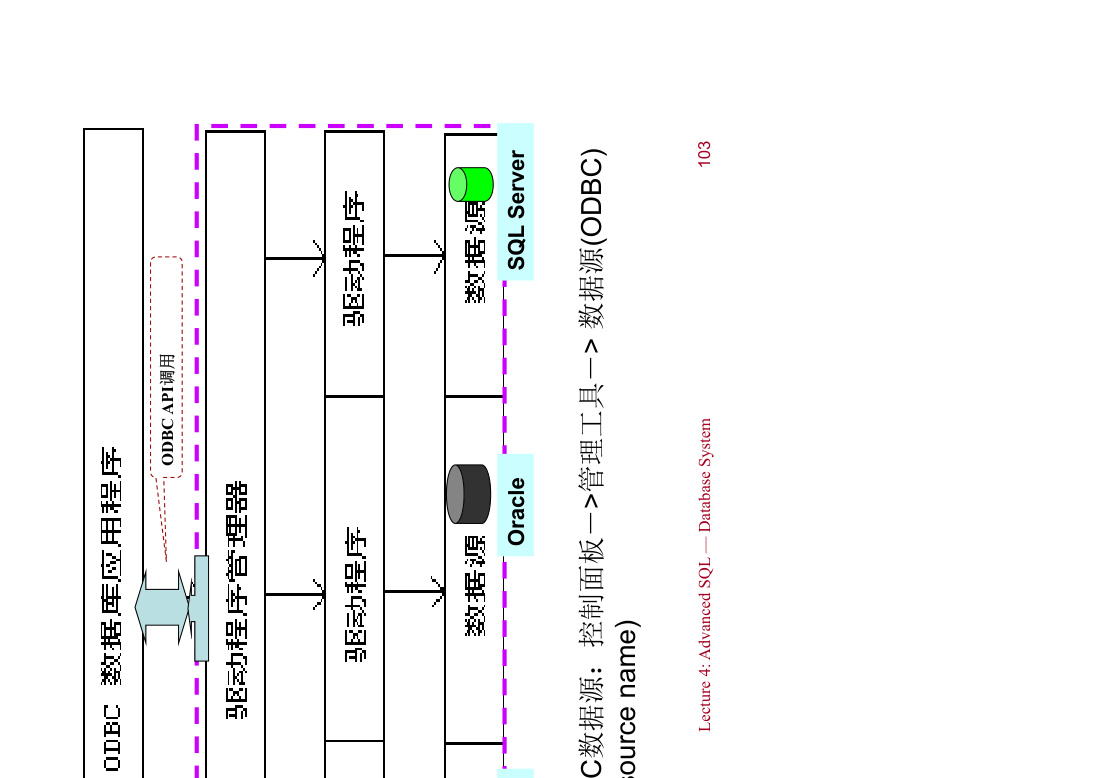 ODBC 数据库应用程序
ODBC API调用
驱动程序管理器
驱动程序
驱动程序
数据源
数据源
Oracle
SQL Server
C数据源：控制面板－>管理工具－> 数据源(ODBC)
source name)
Lecture 4: Advanced SQL — Database System
103